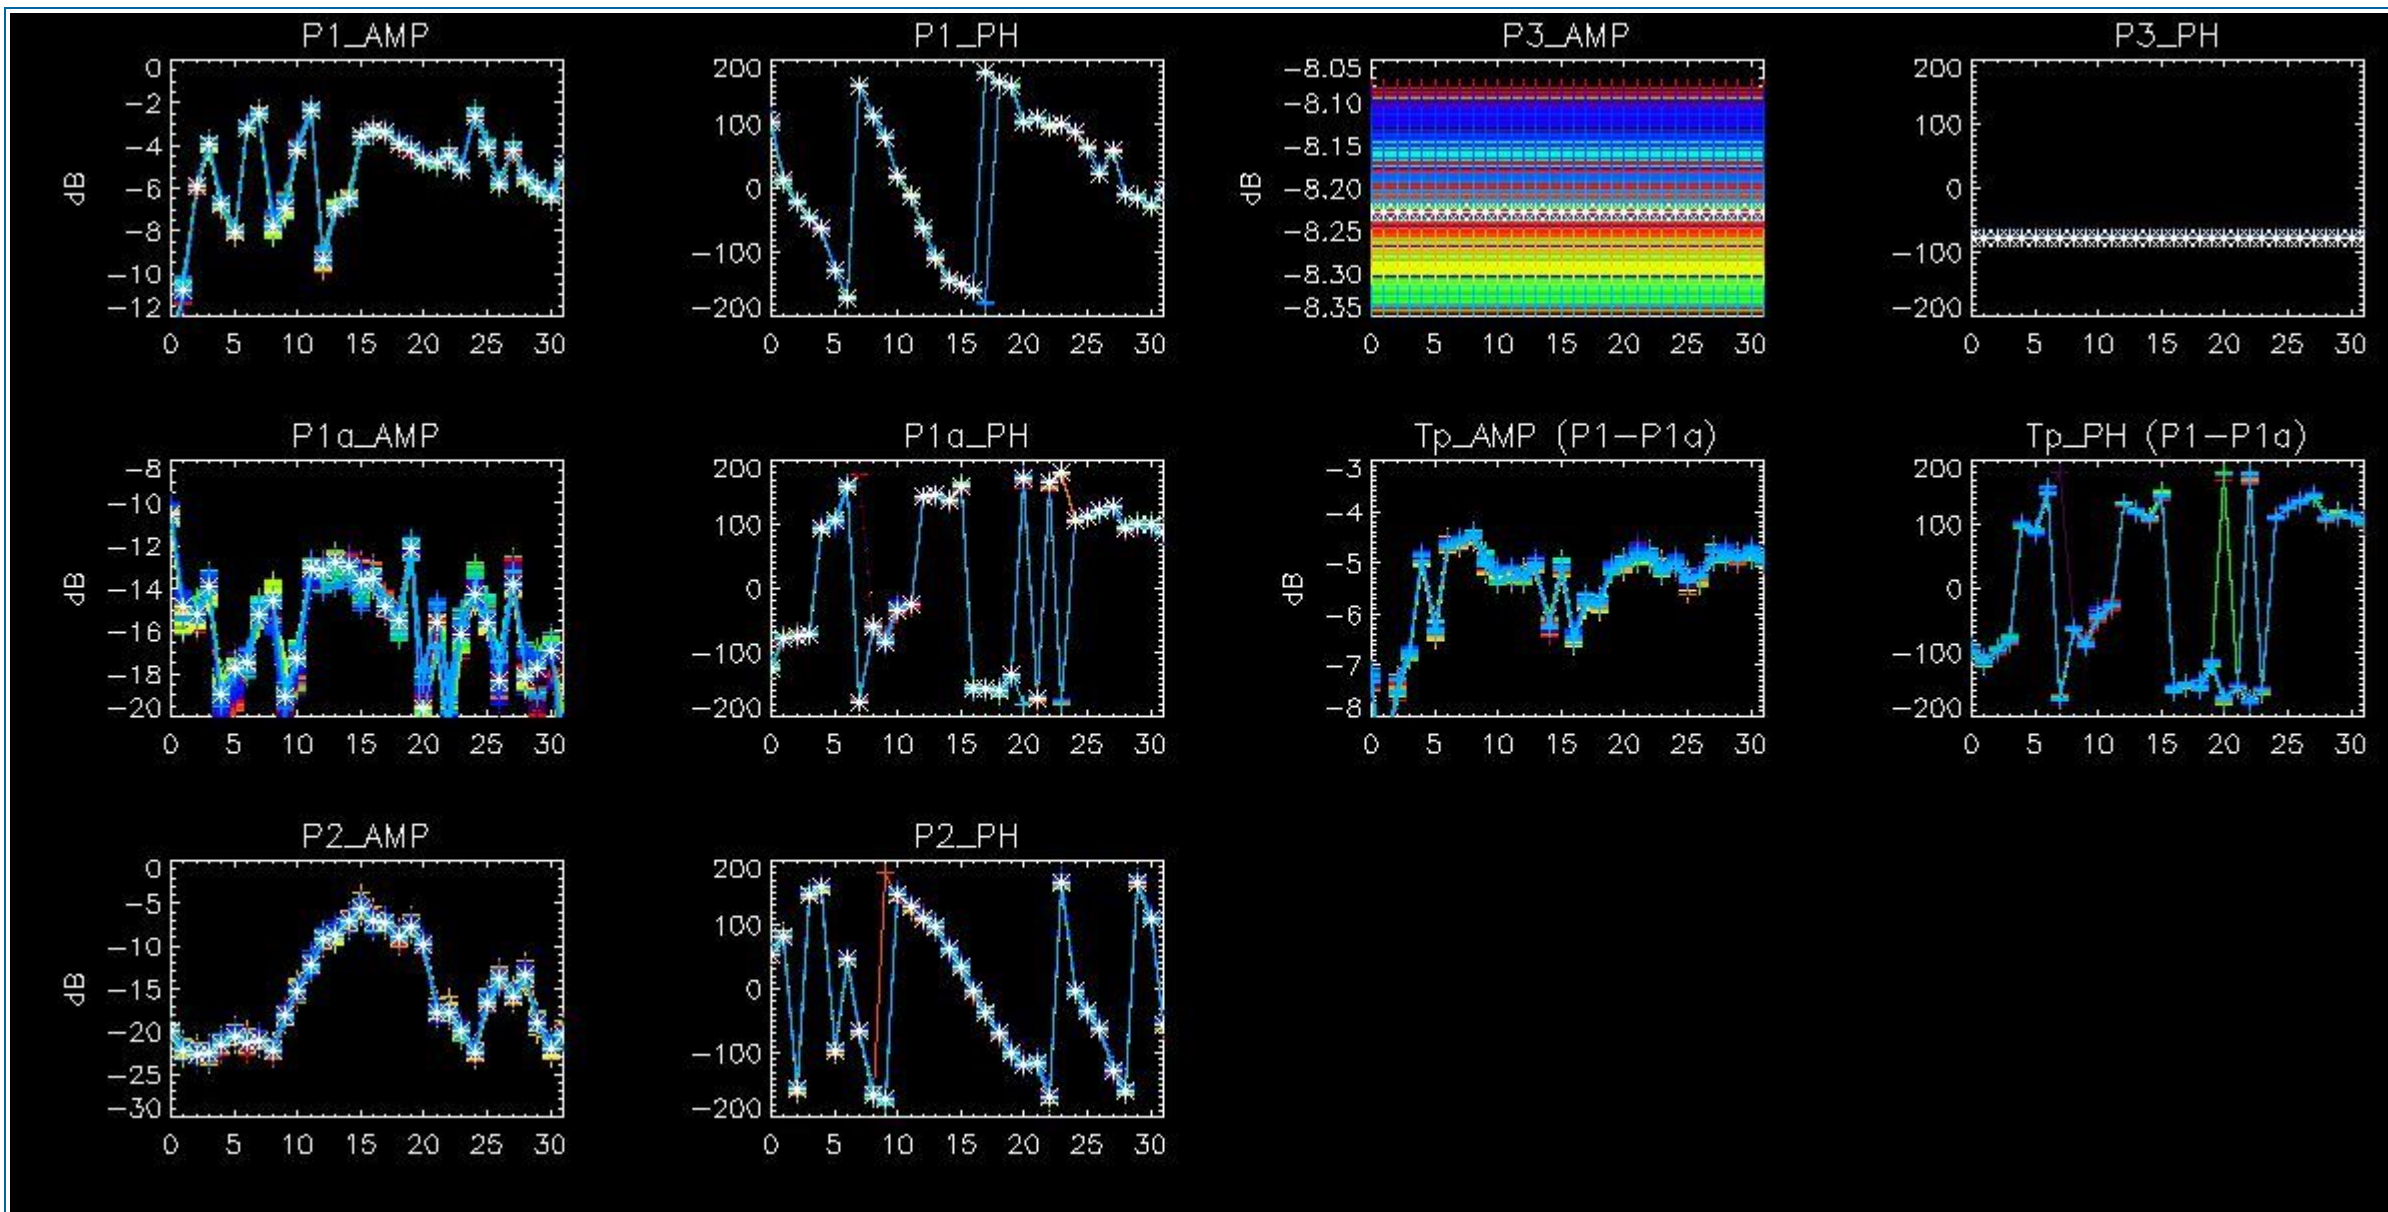 P1_AMP P1_PH P3_AMP P3_PH
0 200 -8.05 200
-2 -8.10
-4 100 -8.15 100
dB -6 0 dB -8.20 0
-8 -8.25
-10 -100 -8.30 -100
-12 -200 -8.35 -200
0 5 10 15 20 25 30 0 5 10 15 20 25 30 0 5 10 15 20 25 30 0 5 10 15 20 25 30
P1a_AMP P1a_PH Tp_AMP (P1-P1a) Tp_PH (P1-P1a)
-8 200 -3 200
-10 100 -4 100
-12
dB -14 0 dB -5 0
-16 -6
-18 -100 -7 -100
-20 -200 -8 -200
0 5 10 15 20 25 30 0 5 10 15 20 25 30 0 5 10 15 20 25 30 0 5 10 15 20 25 30
P2_AMP P2_PH
0 200
-5 100
-10
dB -15 0
-20
-25 -100
-30 -200
0 5 10 15 20 25 30 0 5 10 15 20 25 30